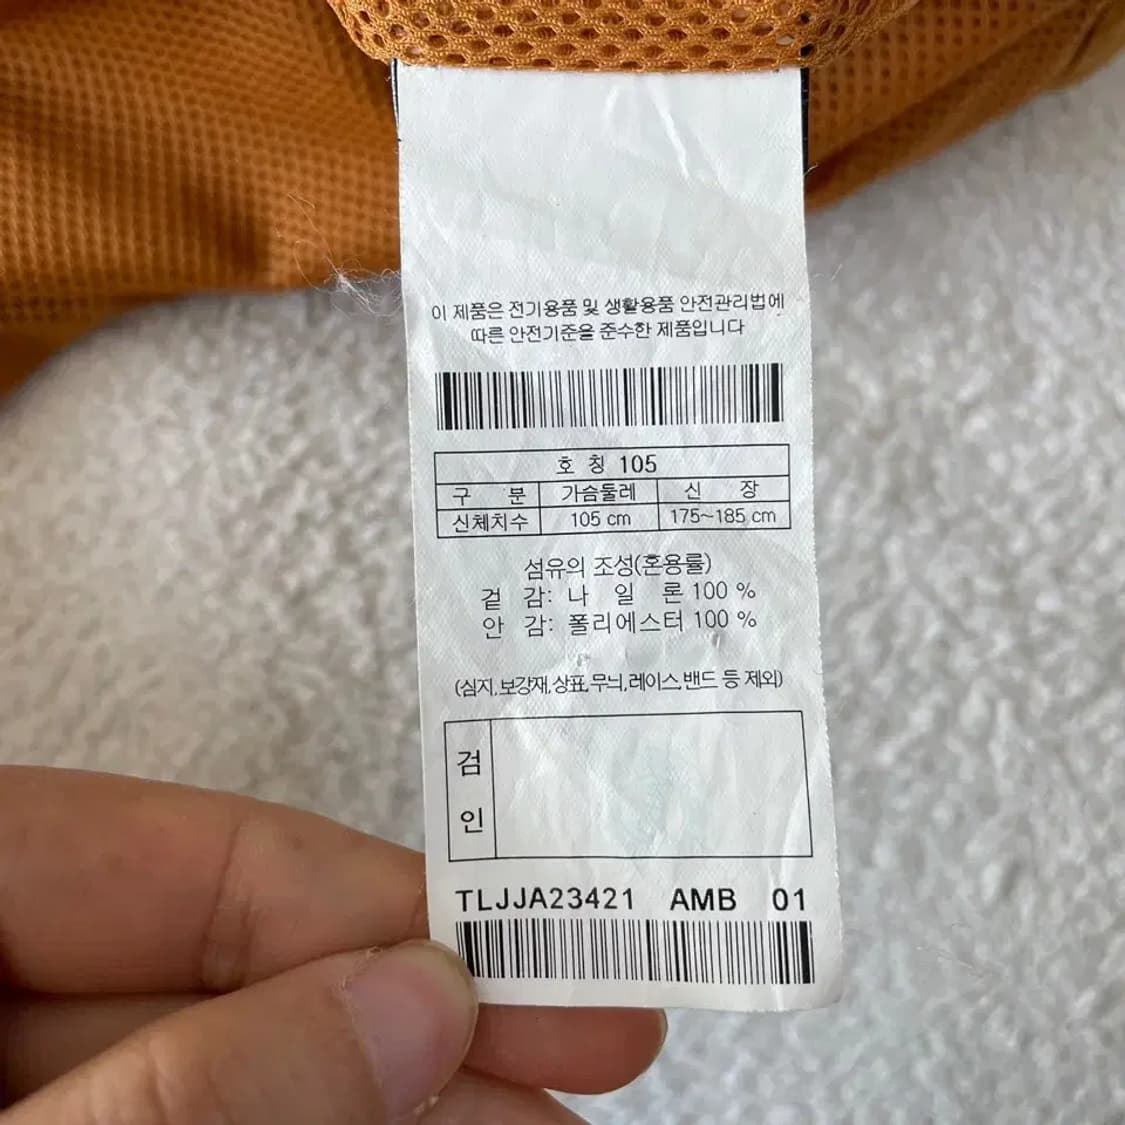 이 제품은 전기용품 및 생활용품 안전관리법에
따른 안전기준을 준수한 제품입니다
호 칭 105
구 분 가슴둘레 신 장
신체치수 105 cm 175~185 cm
섬유의 조성(혼용률)
겉 감: 나 일 론 100 %
안 감: 폴리에스터 100 %
(심지,보강재,상표,무늬,레이스,밴드 등 제외)
검
인
TLJJA23421 AMB 01